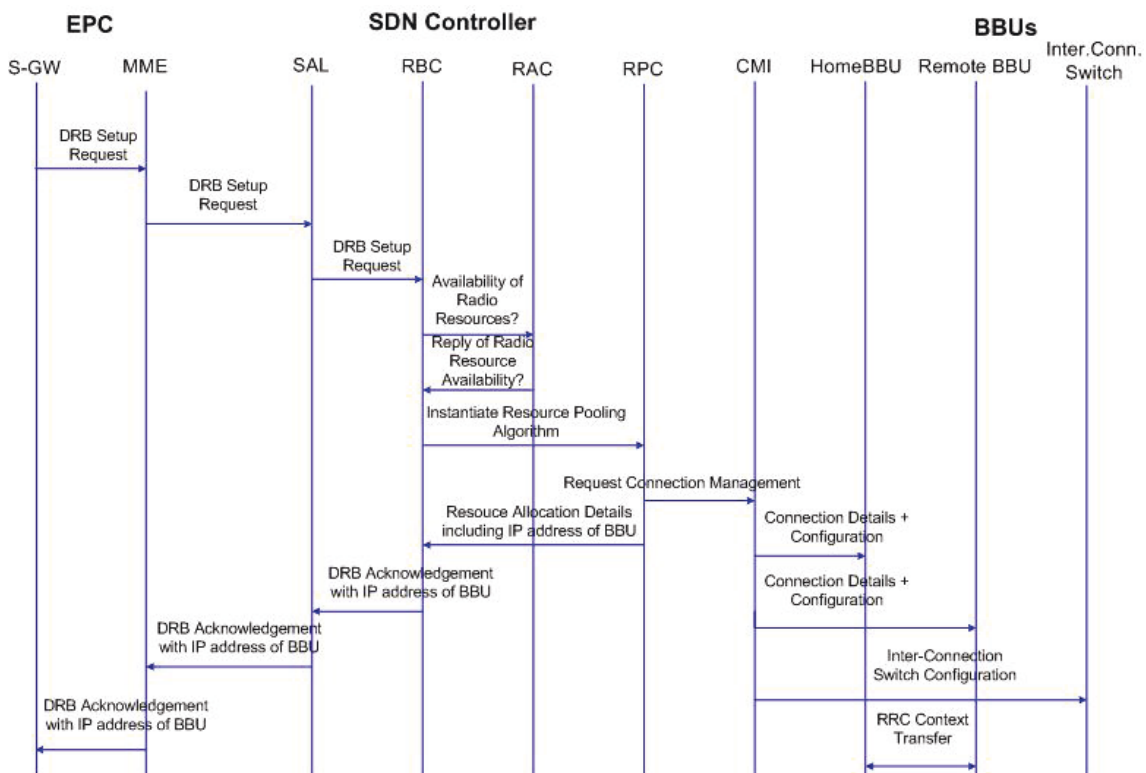 EPC
SDN Controller
BBUs
S-GW
MME
SAL
RBC
RAC
RPC
CMI
HomeBBU
Remote BBU
Inter.Conn.
Switch
DRB Setup
Request
DRB Setup
Request
DRB Setup
Request
Availability of
Radio
Resources?
Reply of Radio
Resource
Availability?
Instantiate Resource Pooling
Algorithm
Request Connection Management
Resouce Allocation Details
including IP address of BBU
Connection Details +
Configuration
DRB Acknowledgement
with IP address of BBU
Connection Details +
Configuration
DRB Acknowledgement
with IP address of BBU
Inter-Connection
Switch Configuration
DRB Acknowledgement
with IP address of BBU
RRC Context
Transfer